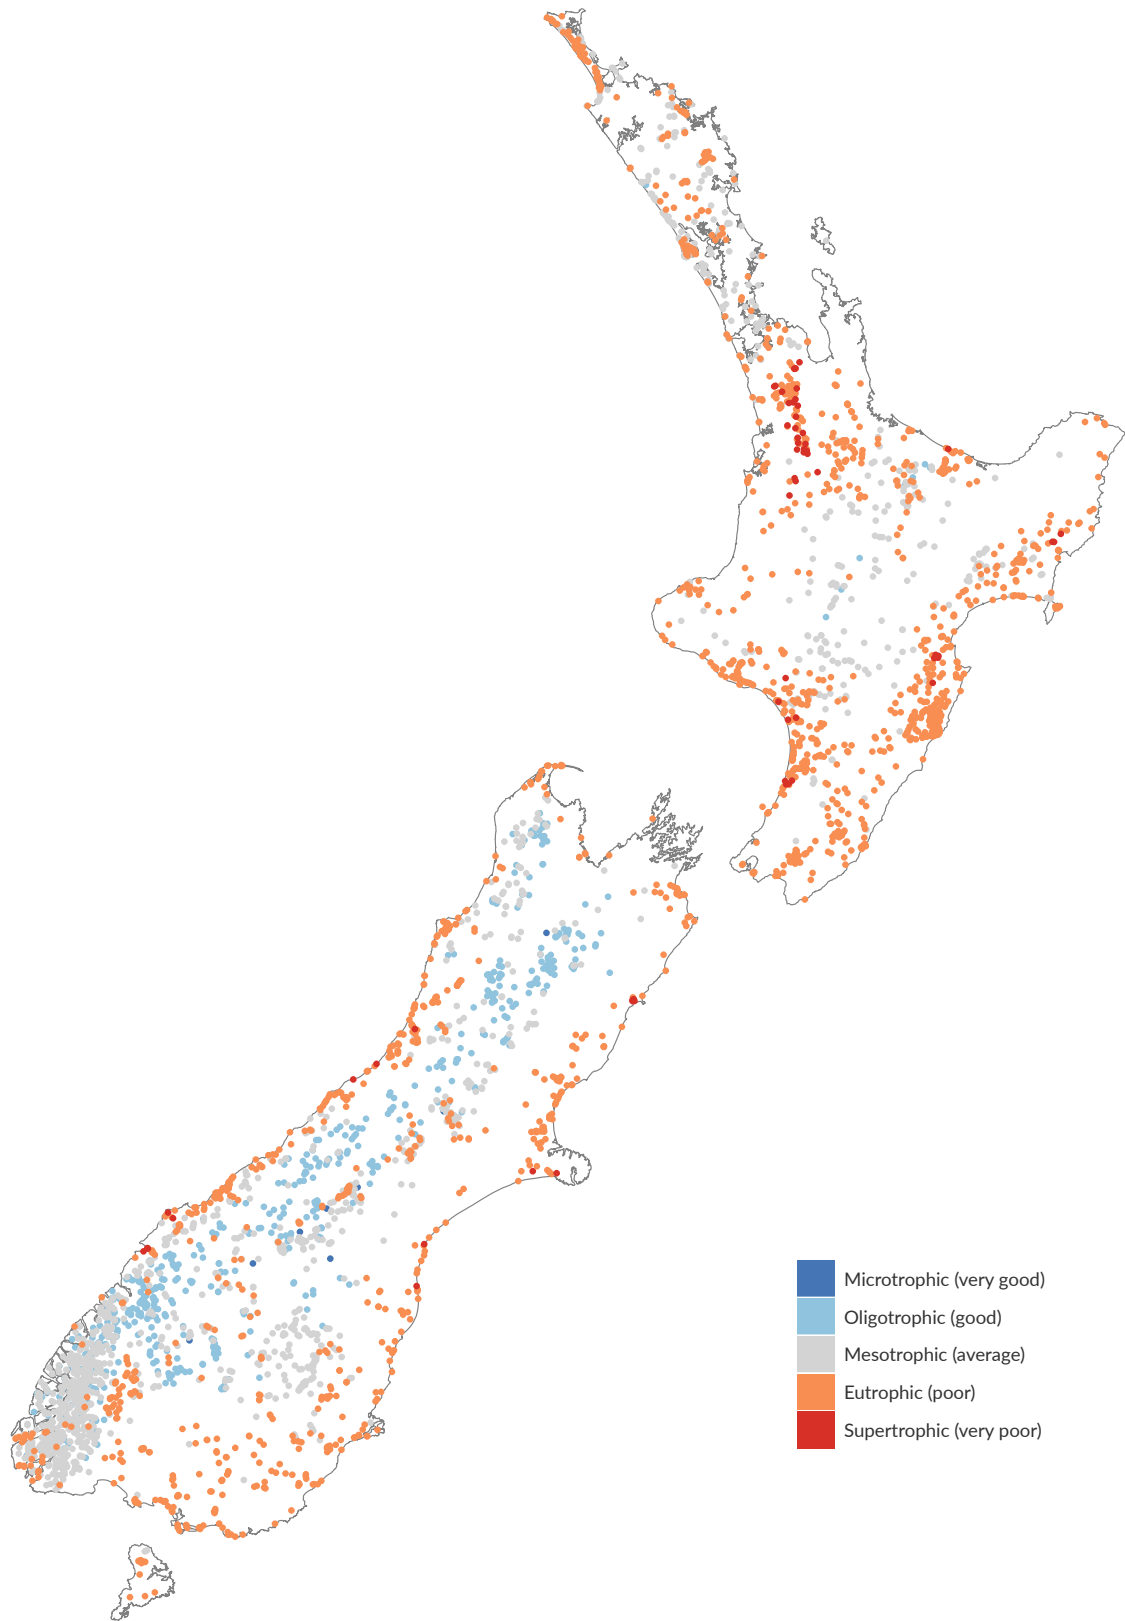 Microtrophic (very good)
Oligotrophic (good)
Mesotrophic (average)
Eutrophic (poor)
Supertrophic (very poor)